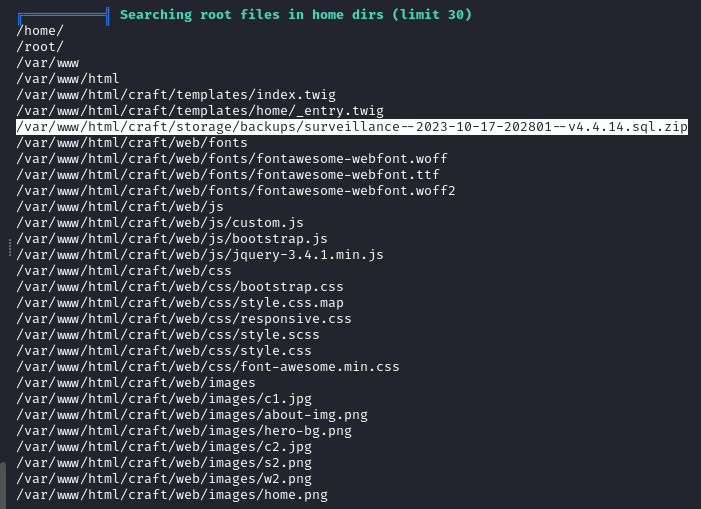 ╔══════════╣ Searching root files in home dirs (limit 30)
/home/
/root/
/var/www
/var/www/html
/var/www/html/craft/templates/index.twig
/var/www/html/craft/templates/home/_entry.twig
/var/www/html/craft/storage/backups/surveillance--2023-10-17-202801--v4.4.14.sql.zip
/var/www/html/craft/web/fonts
/var/www/html/craft/web/fonts/fontawesome-webfont.woff
/var/www/html/craft/web/fonts/fontawesome-webfont.ttf
/var/www/html/craft/web/fonts/fontawesome-webfont.woff2
/var/www/html/craft/web/js
/var/www/html/craft/web/js/custom.js
/var/www/html/craft/web/js/bootstrap.js
/var/www/html/craft/web/js/jquery-3.4.1.min.js
/var/www/html/craft/web/css
/var/www/html/craft/web/css/bootstrap.css
/var/www/html/craft/web/css/style.css.map
/var/www/html/craft/web/css/responsive.css
/var/www/html/craft/web/css/style.scss
/var/www/html/craft/web/css/style.css
/var/www/html/craft/web/css/font-awesome.min.css
/var/www/html/craft/web/images
/var/www/html/craft/web/images/c1.jpg
/var/www/html/craft/web/images/about-img.png
/var/www/html/craft/web/images/hero-bg.png
/var/www/html/craft/web/images/c2.jpg
/var/www/html/craft/web/images/s2.png
/var/www/html/craft/web/images/w2.png
/var/www/html/craft/web/images/home.png